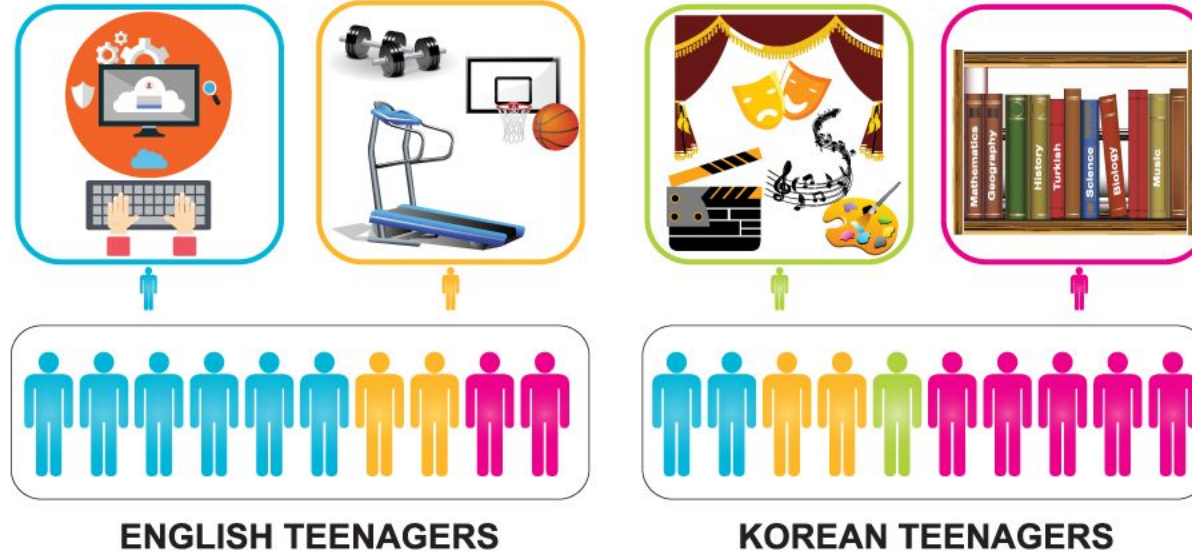 Mathematics
Geography
History
Turkish
Science
Biology
Music
ENGLISH TEENAGERS
KOREAN TEENAGERS